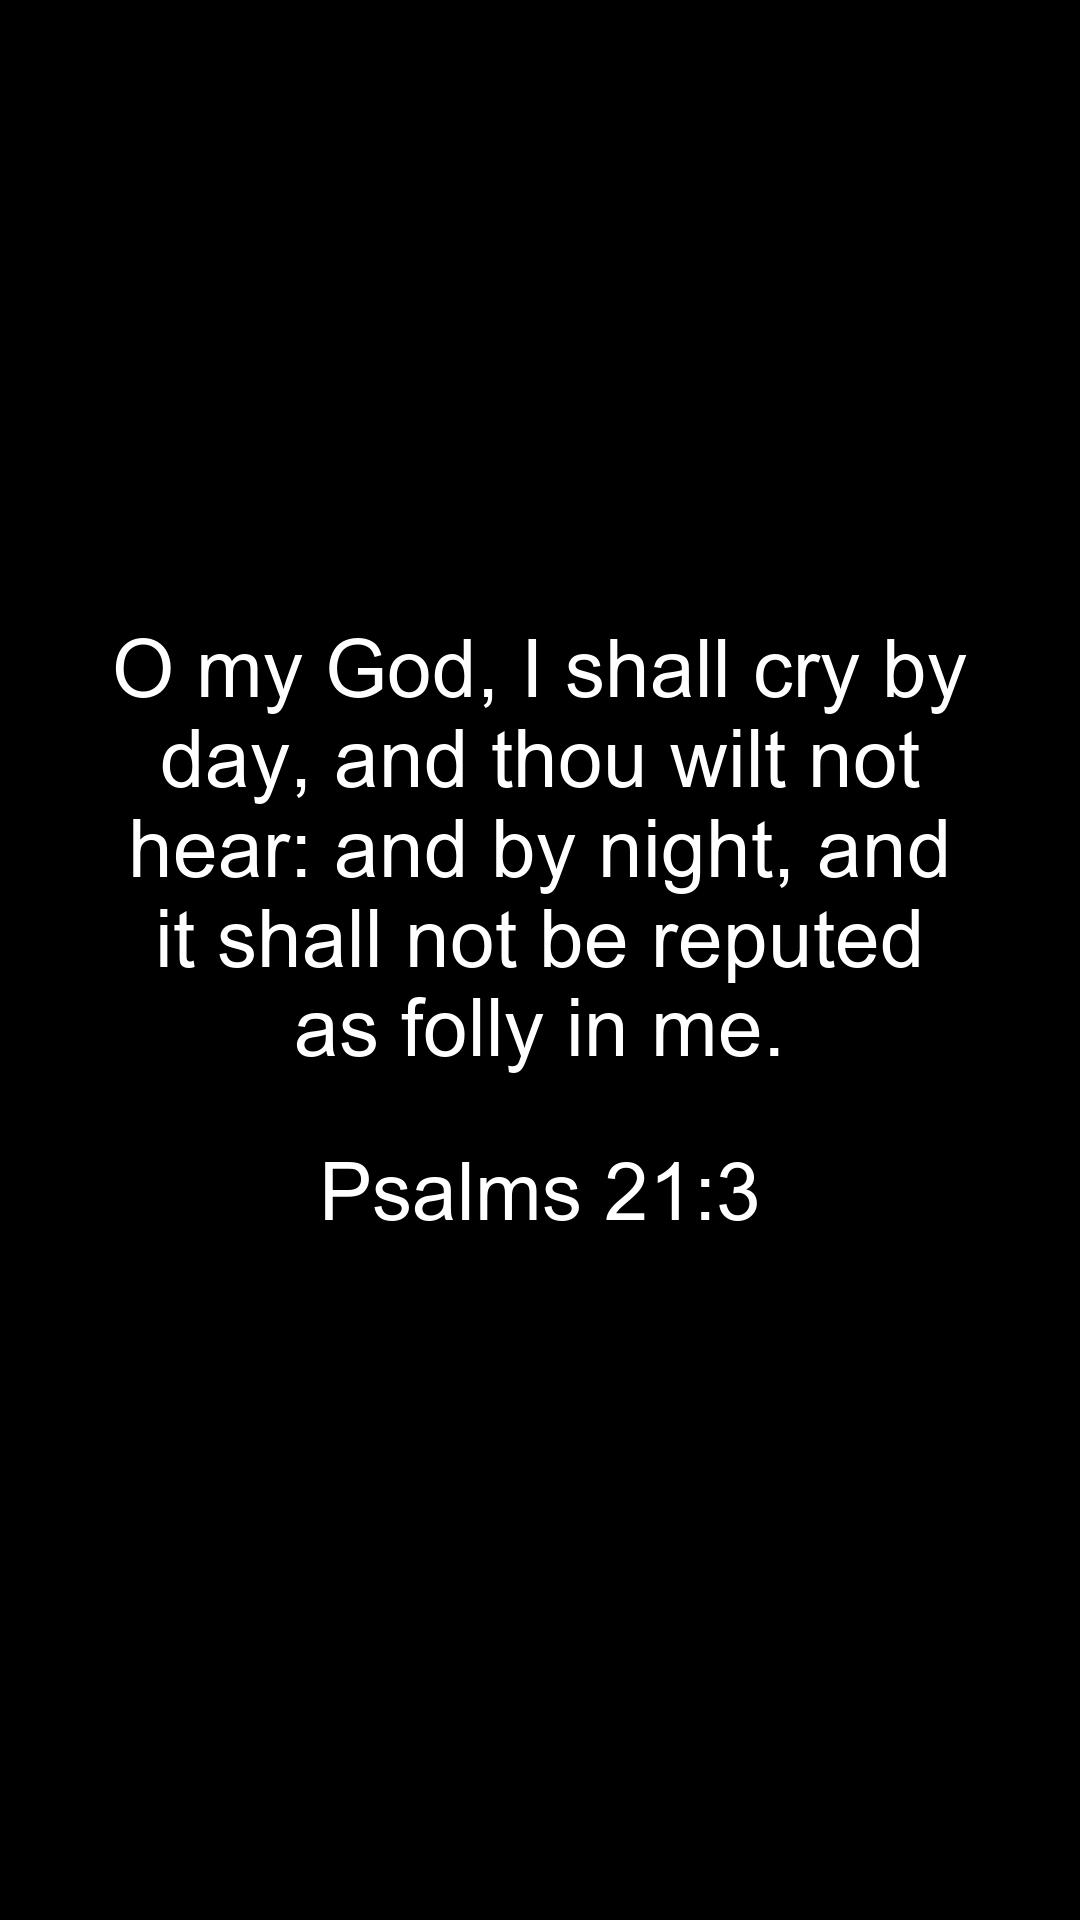 O my God, I shall cry by
day, and thou wilt not
hear: and by night, and
it shall not be reputed
as folly in me.
Psalms 21:3